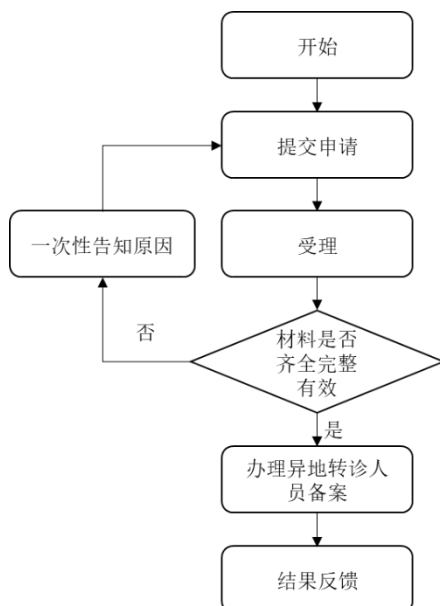 开始
提交申请
一次性告知原因
受理
否
材料是否
齐全完整
有效
是
办理异地转诊人
员备案
结果反馈